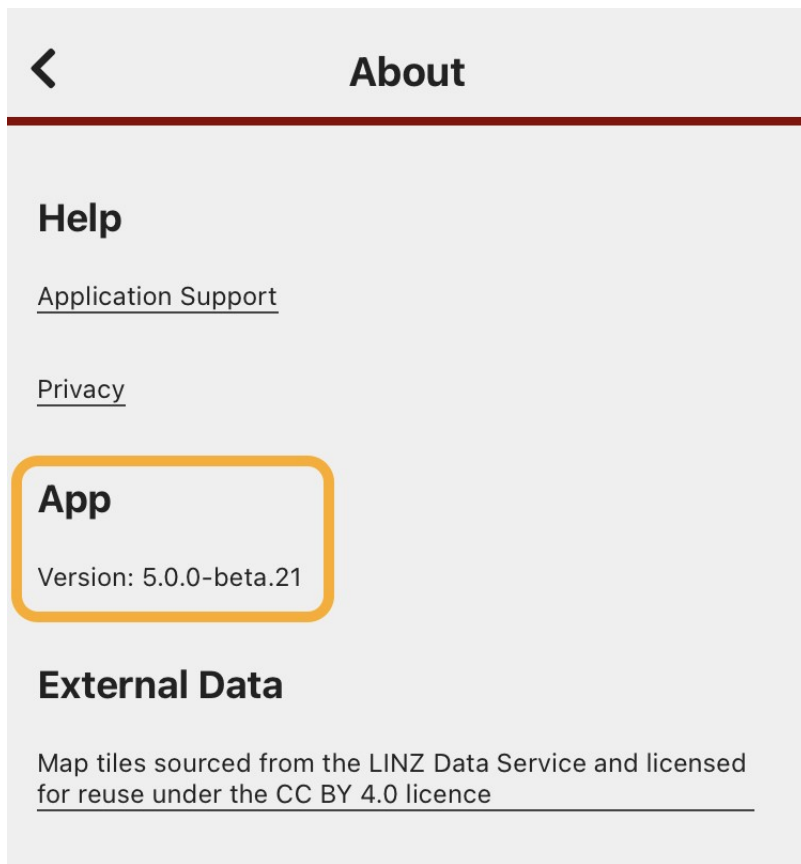 About
Help
Application Support
Privacy
App
Version: 5.0.0-beta.21
External Data
Map tiles sourced from the LINZ Data Service and licensed
for reuse under the CC BY 4.0 licence